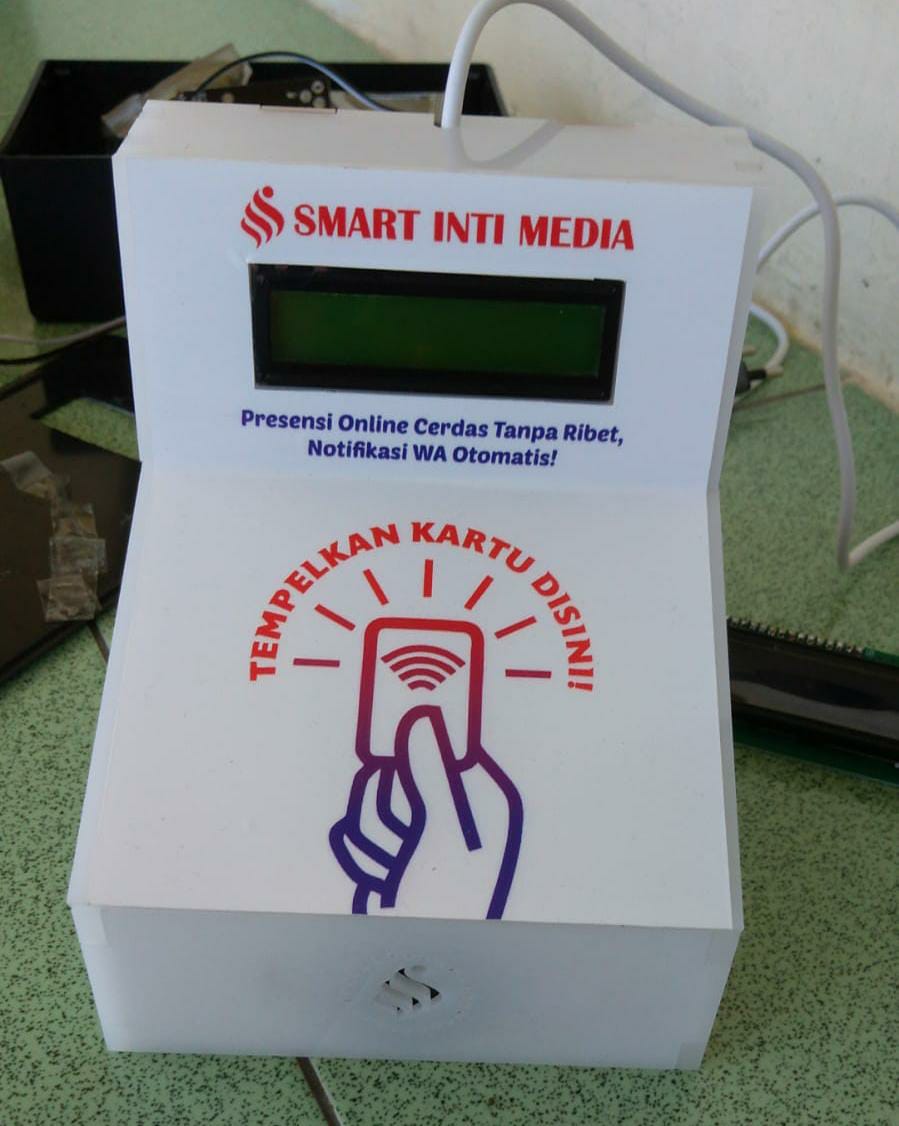 SMART INTI MEDIA
Presensi Online Cerdas Tanpa Ribet,
Notifikasi WA Otomatis!
TEMPELKAN KARTU DISINI!